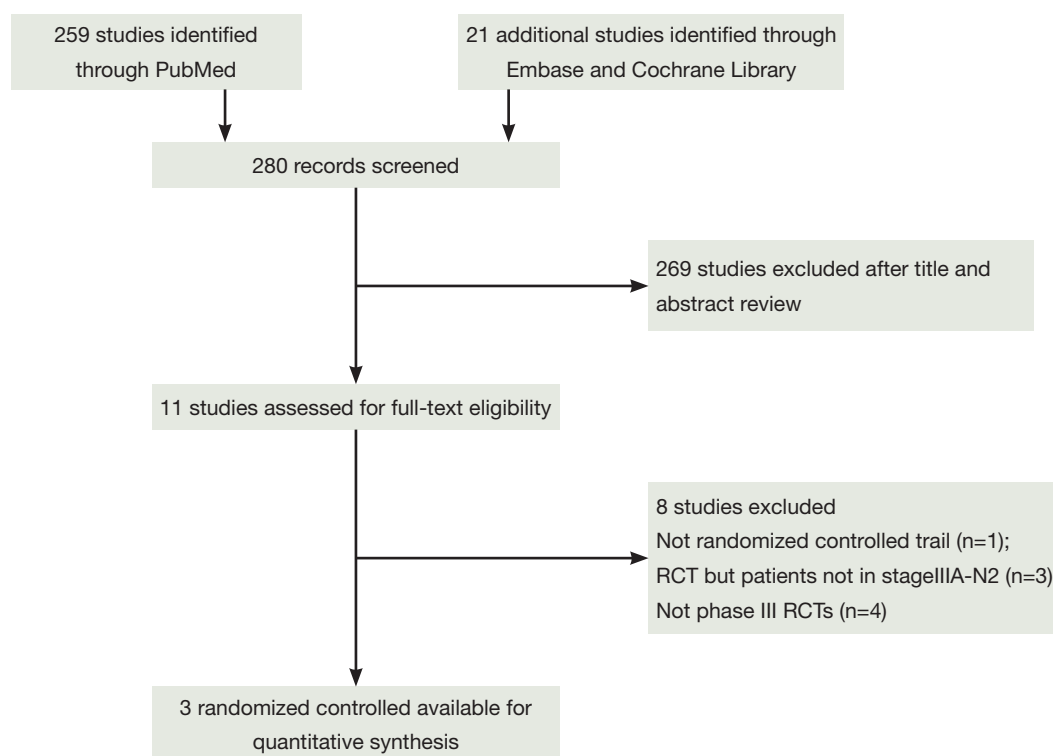 259 studies identified
through PubMed
21 additional studies identified through
Embase and Cochrane Library
280 records screened
269 studies excluded after title and
abstract review
11 studies assessed for full-text eligibility
8 studies excluded
Not randomized controlled trail (n=1);
RCT but patients not in stageIIIA-N2 (n=3)
Not phase III RCTs (n=4)
3 randomized controlled available for
quantitative synthesis